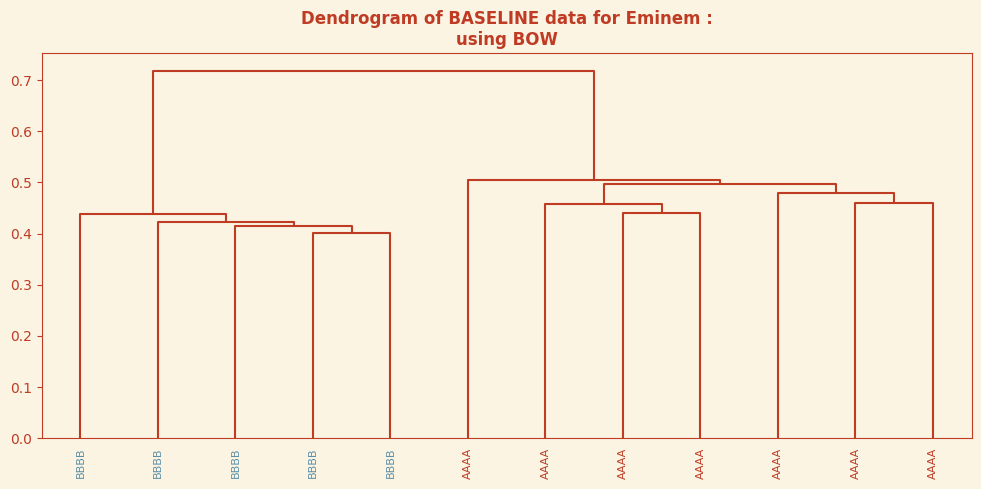 Dendrogram of BASELINE data for Eminem :
using BOW
0.7
0.6
0.5
0.4
0.3
0.2
0.1
0.0
BBBB BBBB BBBB BBBB BBBB AAAA AAAA AAAA AAAA AAAA AAAA AAAA